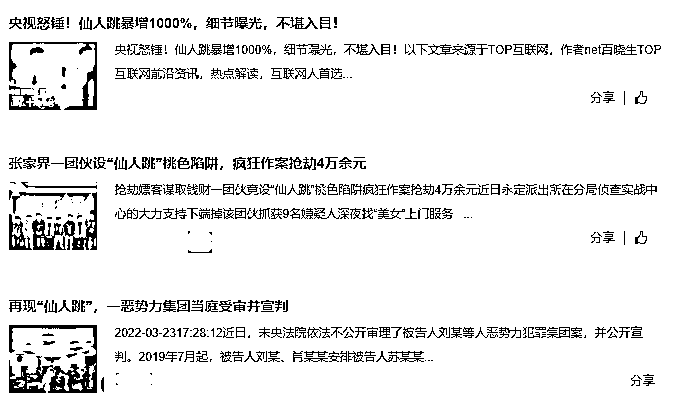 央视怒锤！仙人跳暴增1000%，细节曝光，不堪入目！
央视怒锤！仙人跳暴增1000%，细节曝光，不堪入目！以下文章来源于TOP互联网，作者net百晓生TOP
互联网前沿资讯，热点解读，互联网人首选...
分享
张家界一团伙设“仙人跳”桃色陷阱，疯狂作案抢劫4万余元
抢劫嫖客谋取钱财一团伙竟设“仙人跳”桃色陷阱疯狂作案抢劫4万余元近日永定派出所在分局侦查实战中
心的大力支持下端掉该团伙抓获9名嫌疑人深夜找“美女”上门服务 ...
分享
再现“仙人跳”，一恶势力集团当庭受审并宣判
2022-03-2317:28:12近日，未央法院依法不公开审理了被告人刘某等人恶势力犯罪集团案，并公开宣
判。2019年7月起，被告人刘某、肖某某安排被告人苏某某...
分享